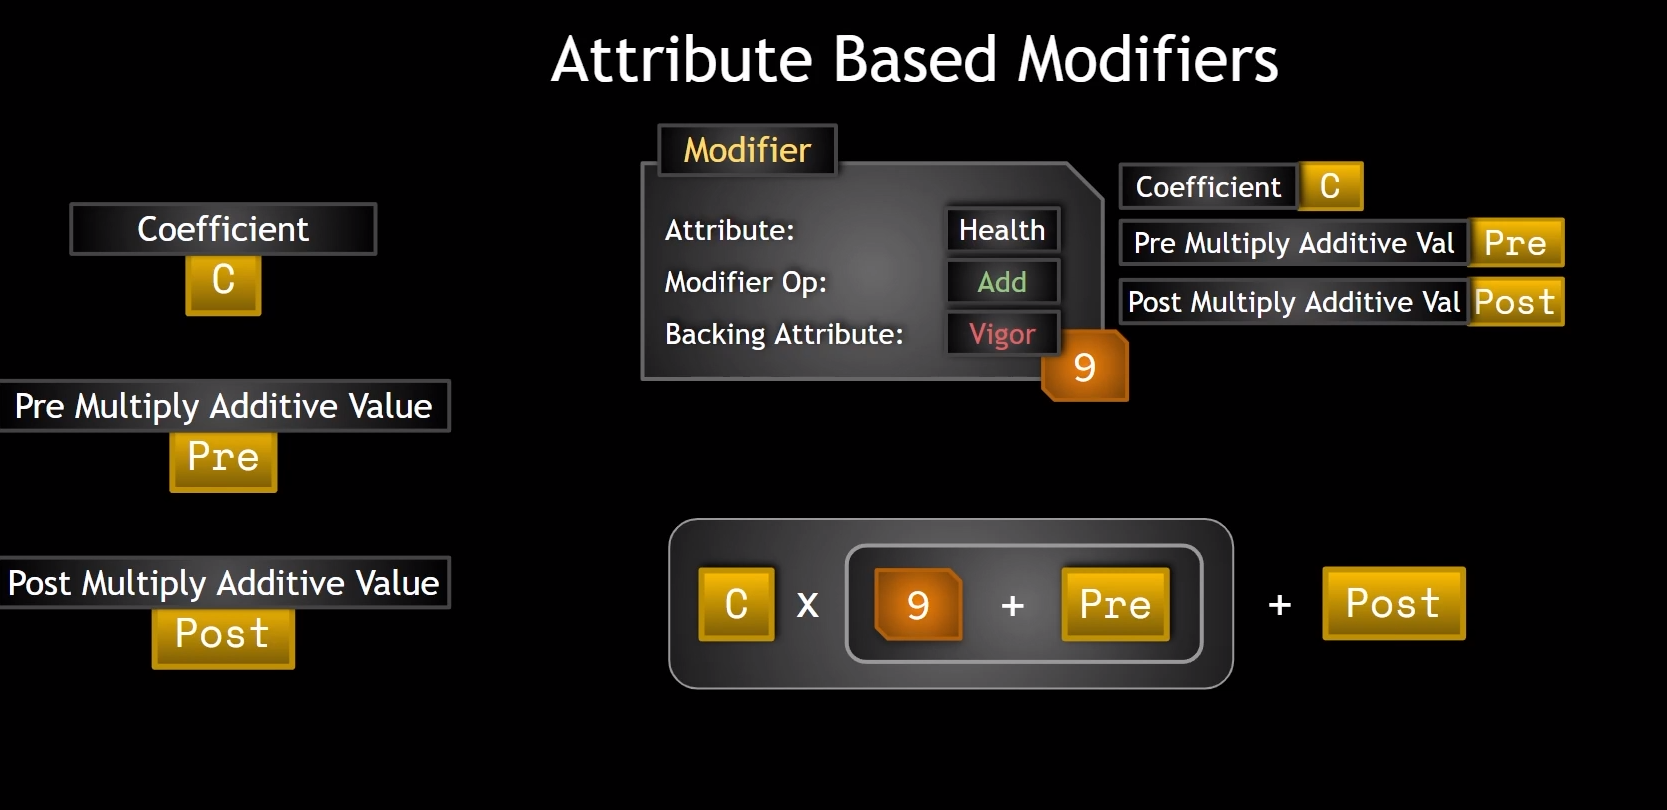 Attribute Based Modifiers
Coefficient
C
Pre Multiply Additive Value
Pre
Post Multiply Additive Value
Post
Modifier
Attribute: Health
Modifier Op: Add
Backing Attribute: Vigor
9
Coefficient C
Pre Multiply Additive Val Pre
Post Multiply Additive Val Post
C x 9 + Pre + Post